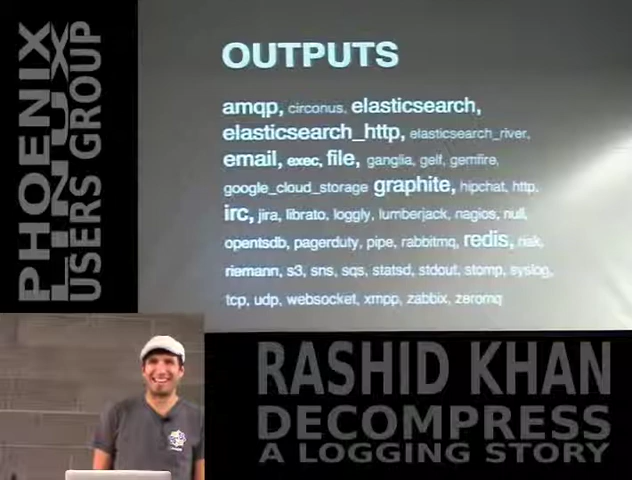 PHOENIX
LINUX
USERS GROUP
OUTPUTS
amqp, circonus, elasticsearch,
elasticsearch_http, elasticsearch_river,
email, exec, file, ganglia, gelf, gemfire,
google_cloud_storage graphite, hipchat, http,
irc, jira, librato, loggly, lumberjack, nagios, null,
opentsdb, pagerduty, pipe, rabbitmq, redis, riak,
riemann, s3, sns, sqs, statsd, stdout, stomp, syslog,
tcp, udp, websocket, xmpp, zabbix, zeromq
RASHID KHAN
DECOMPRESS
A LOGGING STORY